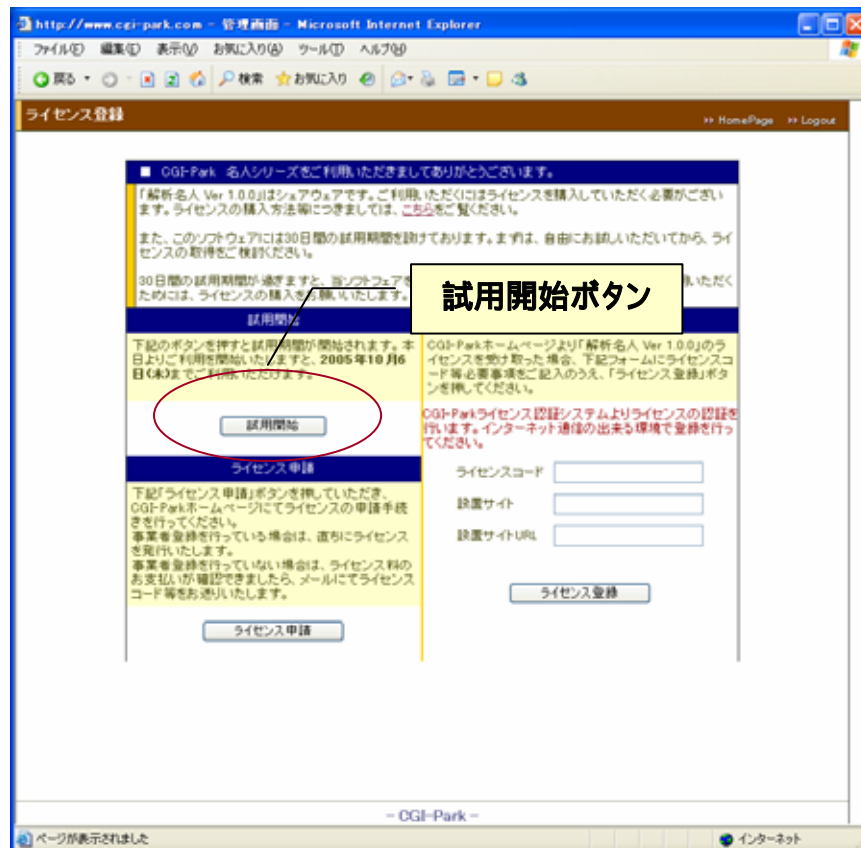 http://www.cgi-park.com - 管理画面 - Microsoft Internet Explorer
ファイル(F) 編集(E) 表示(V) お気に入り(A) ツール(T) ヘルプ(H)
戻る 検索 お気に入り
ライセンス登録
›› HomePage ›› Logout
■ CGI-Park 名人シリーズをご利用いただきましてありがとうございます。
「解析名人 Ver 1.0.0」はシェアウェアです。ご利用いただくにはライセンスを購入していただく必要がござい
ます。ライセンスの購入方法等につきましては、こちらをご覧ください。
また、このソフトウェアには30日間の試用期間を設けております。まずは、自由にお試しいただいてから、ライ
センスの取得をご検討ください。
30日間の試用期間が過ぎますと、当ソフトウェアを
いただく
ためには、ライセンスの購入をお願いいたします。
試用開始ボタン
試用開始
下記のボタンを押すと試用期間が開始されます。本
日よりご利用を開始いたしますと、2005年10月6
日(木)までご利用いただけます。
試用開始
ライセンス申請
下記「ライセンス申請」ボタンを押していただき、
CGI-Parkホームページにてライセンスの申請手続
きを行ってください。
事業者登録を行っている場合は、直ちにライセンス
を発行いたします。
事業者登録を行っていない場合は、ライセンス料の
お支払いが確認できましたら、メールにてライセンス
コード等をお送りいたします。
ライセンス申請
CGI-Parkホームページより「解析名人 Ver 1.0.0」のラ
イセンスを受け取った場合、下記フォームにライセンスコ
ード等必要事項をご記入のうえ、「ライセンス登録」ボタ
ンを押してください。
CGI-Parkライセンス認証システムよりライセンスの認証を
行います。インターネット通信の出来る環境で登録を行っ
てください。
ライセンスコード
設置サイト
設置サイトURL
ライセンス登録
- CGI-Park -
ページが表示されました
インターネット